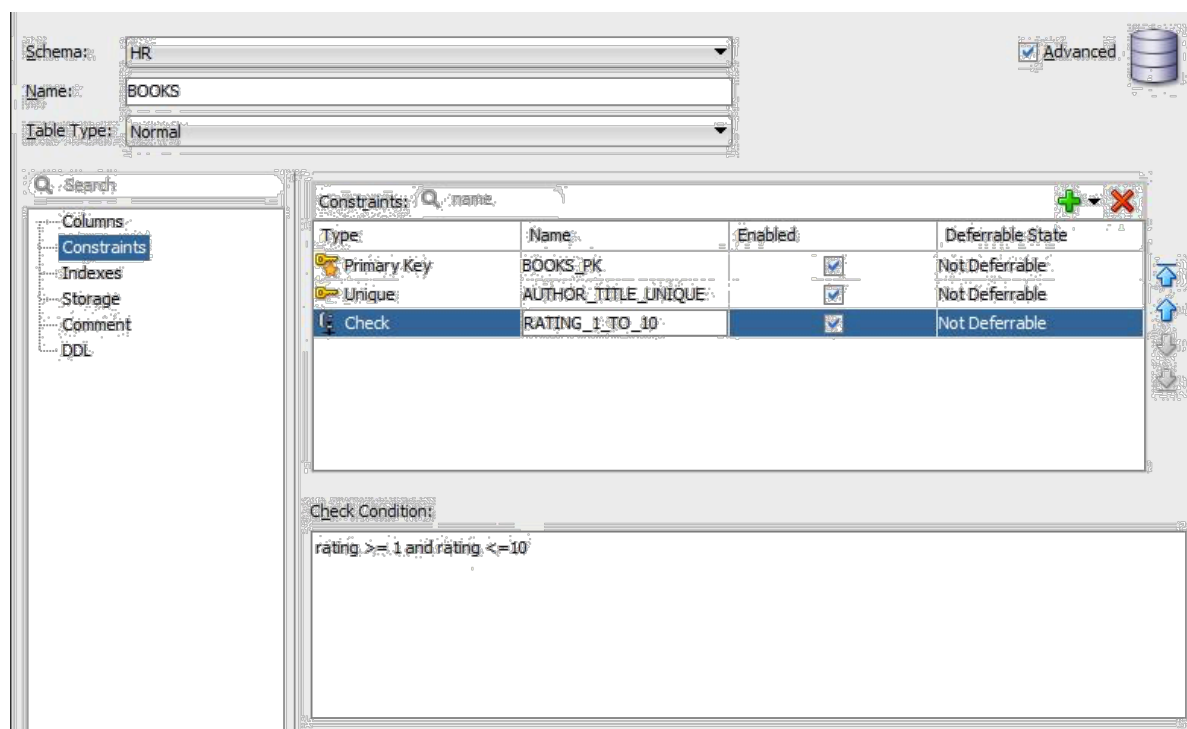 Schema: HR
Advanced
Name: BOOKS
Table Type: Normal
Search
Columns
Constraints
Indexes
Storage
Comment
DDL
Constraints: name
Type Name Enabled Deferrable State
Primary Key BOOKS_PK Not Deferrable
Unique AUTHOR_TITLE_UNIQUE Not Deferrable
Check RATING_1_TO_10 Not Deferrable
Check Condition:
rating >= 1 and rating <=10